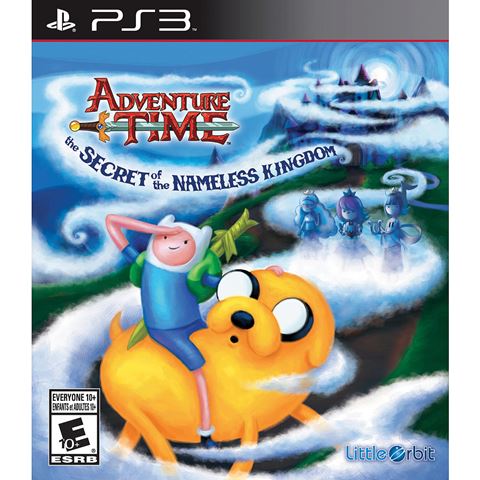 PS3
ADVENTURE
TIME
TM
the SECRET of the NAMELESS KINGDOM
EVERYONE 10+
ENFANTS et ADULTES 10+
E
10+
ESRB
Little Orbit